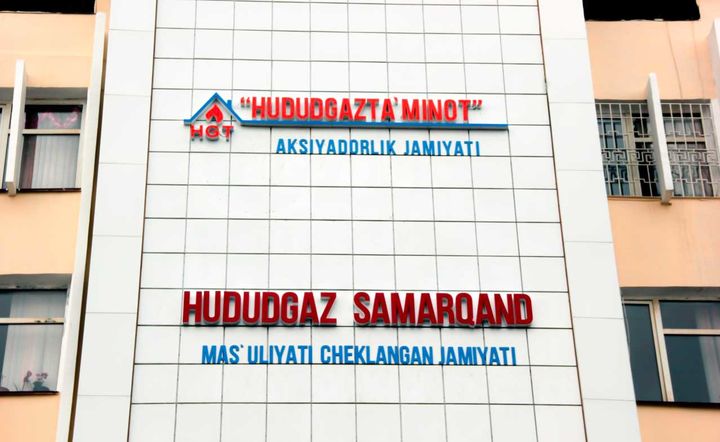 "HUDUDGAZTA'MINOT"
HGT
AKSIYADORLIK JAMIYATI
HUDUDGAZ SAMARQAND
MAS'ULIYATI CHEKLANGAN JAMIYATI